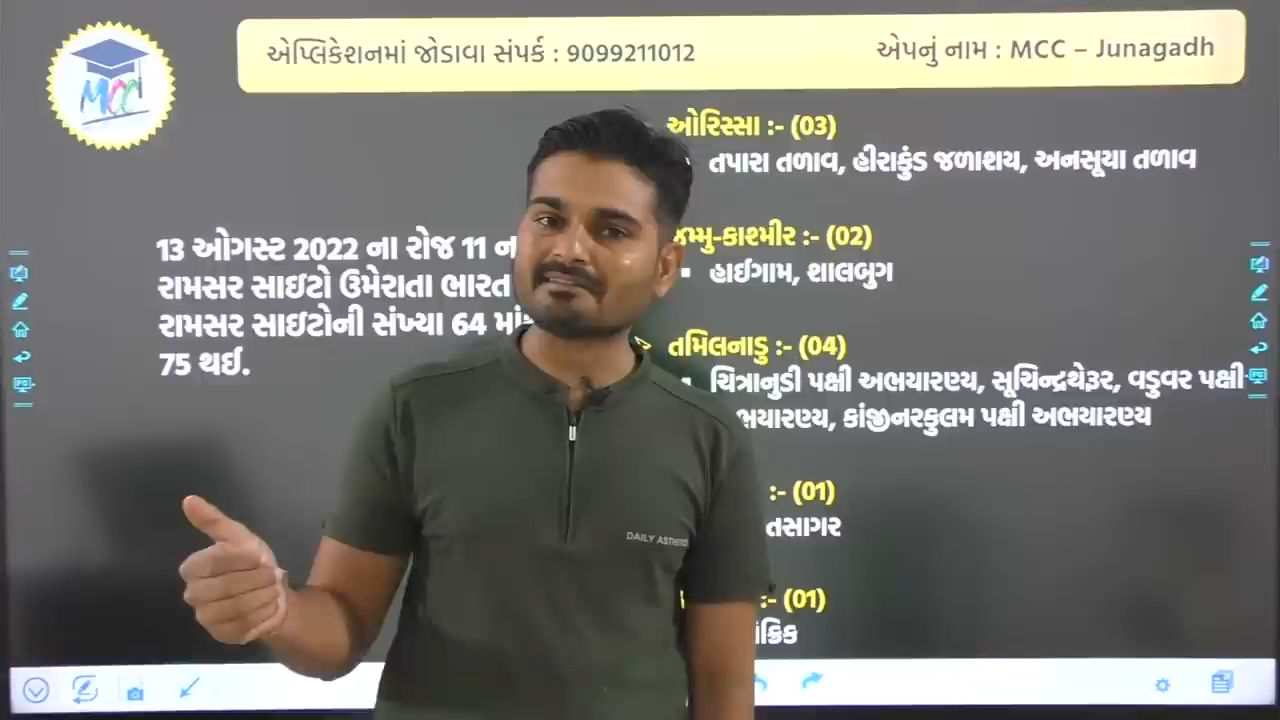 એપ્લિકેશનમાં જોડાવા સંપર્ક : 9099211012
એપનું નામ : MCC – Junagadh
MCC
13 ઓગસ્ટ 2022 ના રોજ 11 ન
રામસર સાઇટો ઉમેરાતા ભારત
રામસર સાઇટોની સંખ્યા 64 માં
75 થઈ.
ઓરિસ્સા :- (03)
તપારા તળાવ, હીરાકુંડ જળાશય, અનસૂયા તળાવ
જમ્મુ-કાશ્મીર :- (02)
હાઈગામ, શાલબુગ
તમિલનાડુ :- (04)
ચિત્રાનુડી પક્ષી અભયારણ્ય, સૂચિન્દ્રથેરૂર, વડુવર પક્ષી
ભયારણ્ય, કાંજીનરકુલમ પક્ષી અભયારણ્ય
:- (01)
તસાગર
:- (01)
ક્રિક
DAILY